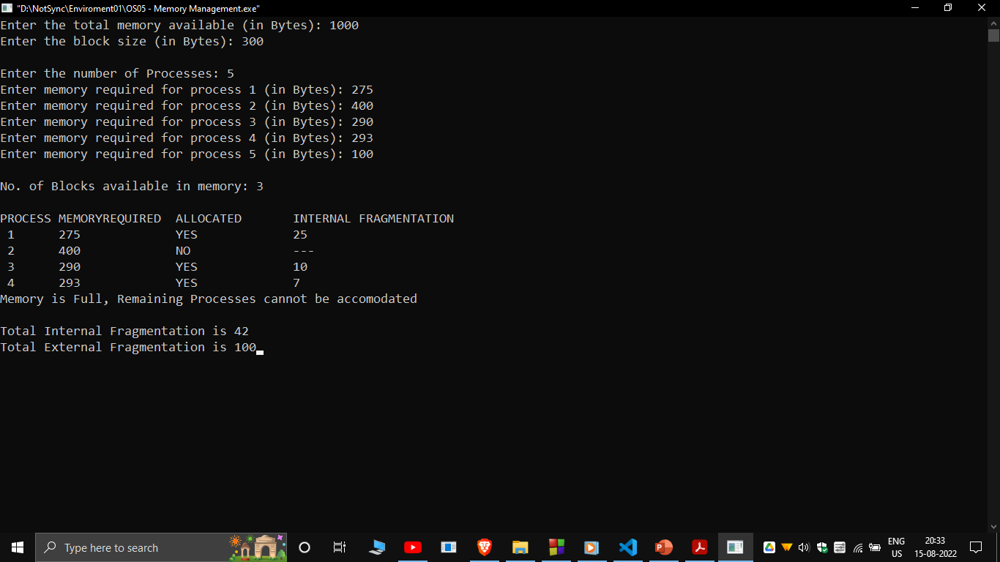 "D:\NotSync\Enviroment01\OS05 - Memory Management.exe"
Enter the total memory available (in Bytes): 1000
Enter the block size (in Bytes): 300
Enter the number of Processes: 5
Enter memory required for process 1 (in Bytes): 275
Enter memory required for process 2 (in Bytes): 400
Enter memory required for process 3 (in Bytes): 290
Enter memory required for process 4 (in Bytes): 293
Enter memory required for process 5 (in Bytes): 100
No. of Blocks available in memory: 3
PROCESS MEMORYREQUIRED ALLOCATED INTERNAL FRAGMENTATION
1 275 YES 25
2 400 NO ---
3 290 YES 10
4 293 YES 7
Memory is Full, Remaining Processes cannot be accomodated
Total Internal Fragmentation is 42
Total External Fragmentation is 100
Type here to search
ENG
US
20:33
15-08-2022